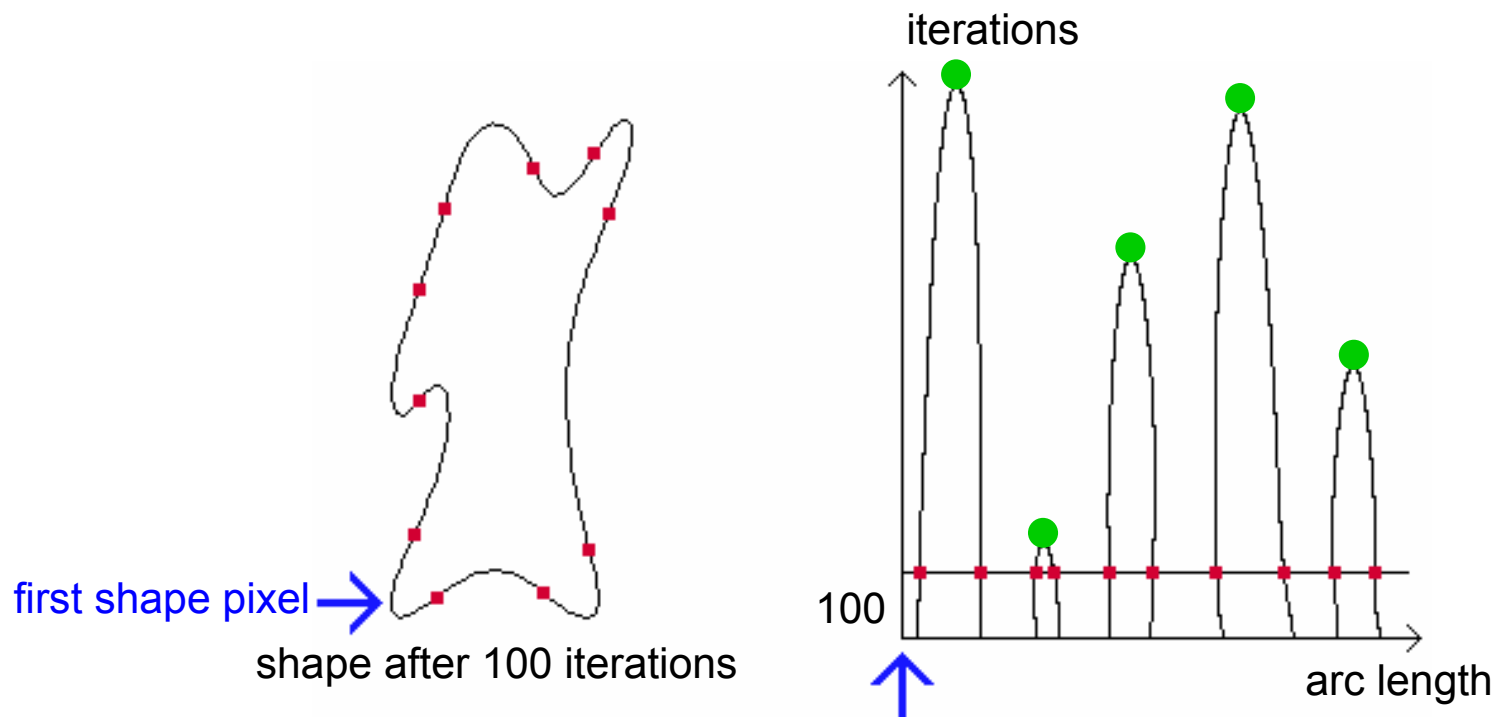 iterations
100
first shape pixel
shape after 100 iterations
arc length